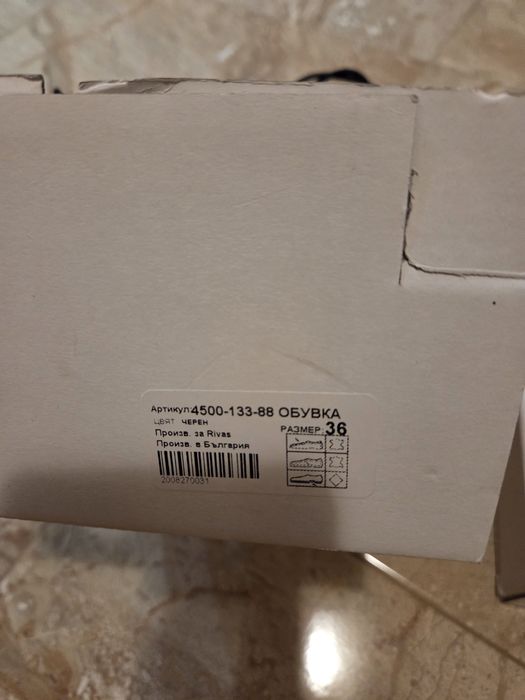 Артикул:4500-133-88 ОБУВКА
ЦВЯТ ЧЕРЕН
РАЗМЕР: 36
Произв. за Rivas
Произв. в България
2008270031